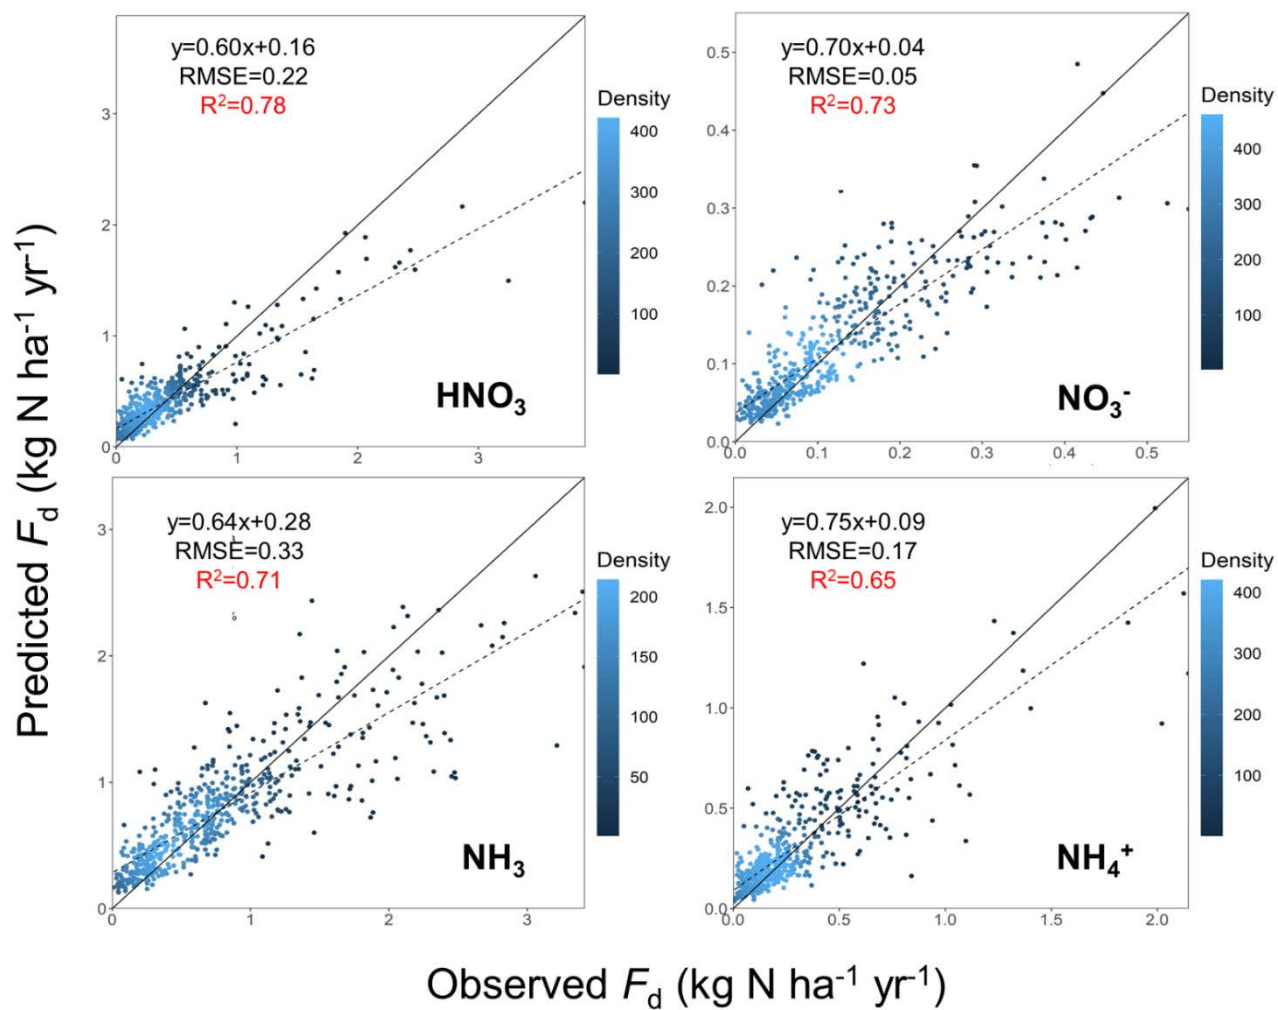 Predicted Fd (kg N ha-1 yr-1)
y=0.60x+0.16
RMSE=0.22
R2=0.78
HNO3
3
2
1
0
0 1 2 3
Density
400
300
200
100
y=0.70x+0.04
RMSE=0.05
R2=0.73
NO3-
0.5
0.4
0.3
0.2
0.1
0.0
0.0 0.1 0.2 0.3 0.4 0.5
Density
400
300
200
100
y=0.64x+0.28
RMSE=0.33
R2=0.71
NH3
3
2
1
0
0 1 2 3
Density
200
150
100
50
y=0.75x+0.09
RMSE=0.17
R2=0.65
NH4+
2.0
1.5
1.0
0.5
0.0
0.0 0.5 1.0 1.5 2.0
Density
400
300
200
100
Observed Fd (kg N ha-1 yr-1)